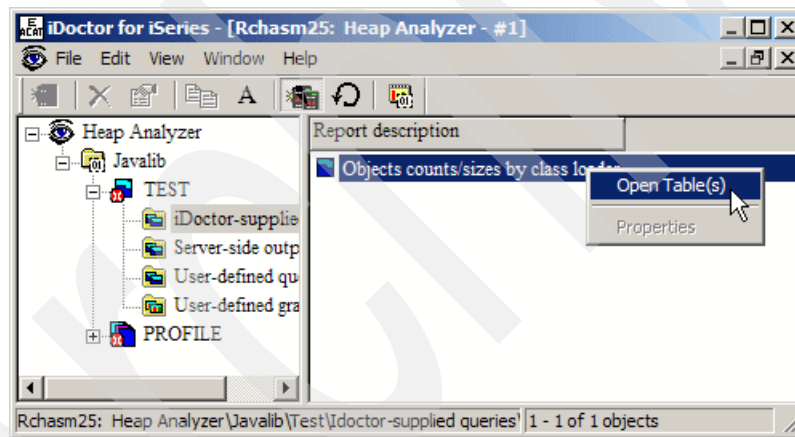 iDoctor for iSeries - [Rchasm25: Heap Analyzer - #1]
File Edit View Window Help
A
Heap Analyzer
Javalib
TEST
iDoctor-supplie
Server-side outp
User-defined qu
User-defined gra
PROFILE
Report description
Objects counts/sizes by class loader
Open Table(s)
Properties
Rchasm25: Heap Analyzer\Javalib\Test\Idoctor-supplied queries\ 1 - 1 of 1 objects